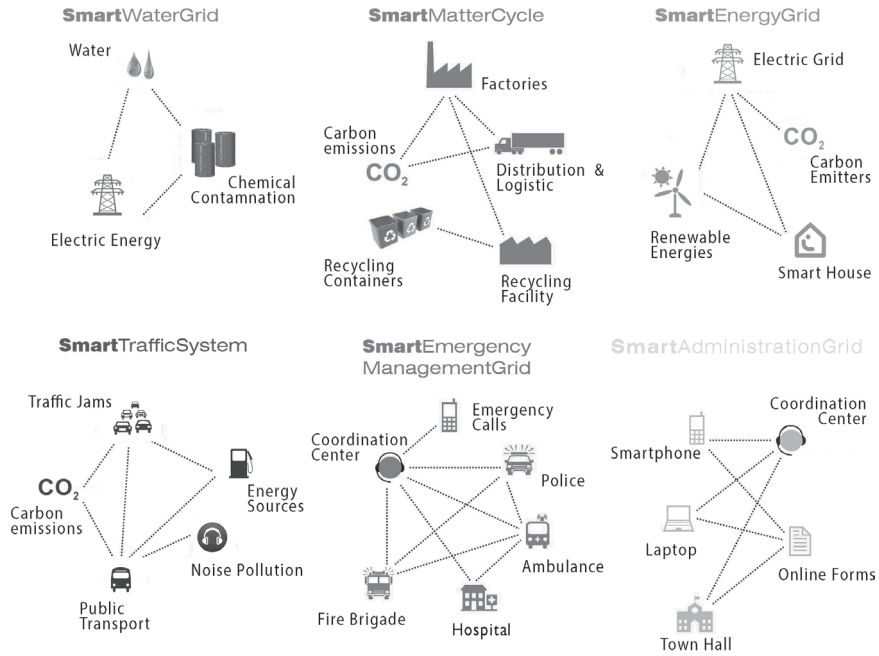 SmartWaterGrid
Water
Chemical
Contamnation
Electric Energy
SmartMatterCycle
Factories
Carbon
emissions
CO₂
Distribution & 
Logistic
Recycling
Containers
Recycling
Facility
SmartEnergyGrid
Electric Grid
CO₂
Carbon
Emitters
Renewable
Energies
Smart House
SmartTrafficSystem
Traffic Jams
CO₂
Carbon
emissions
Energy
Sources
Noise Pollution
Public
Transport
SmartEmergency
ManagementGrid
Emergency
Calls
Coordination
Center
Police
Ambulance
Fire Brigade
Hospital
SmartAdministrationGrid
Coordination
Center
Smartphone
Laptop
Online Forms
Town Hall